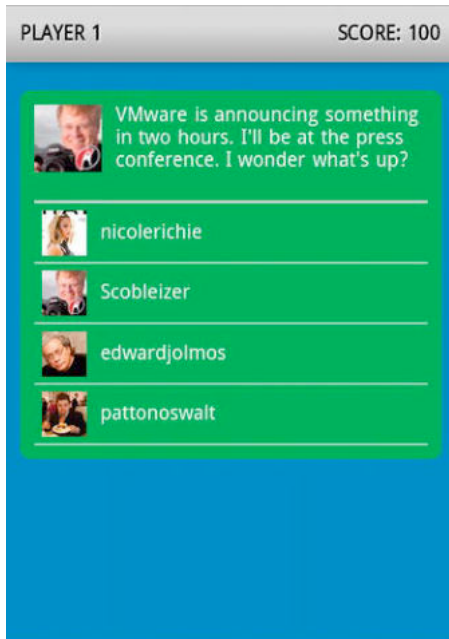 PLAYER 1 SCORE: 100
VMware is announcing something
in two hours. I'll be at the press
conference. I wonder what's up?
nicolerichie
Scobleizer
edwardjolmos
pattonoswalt